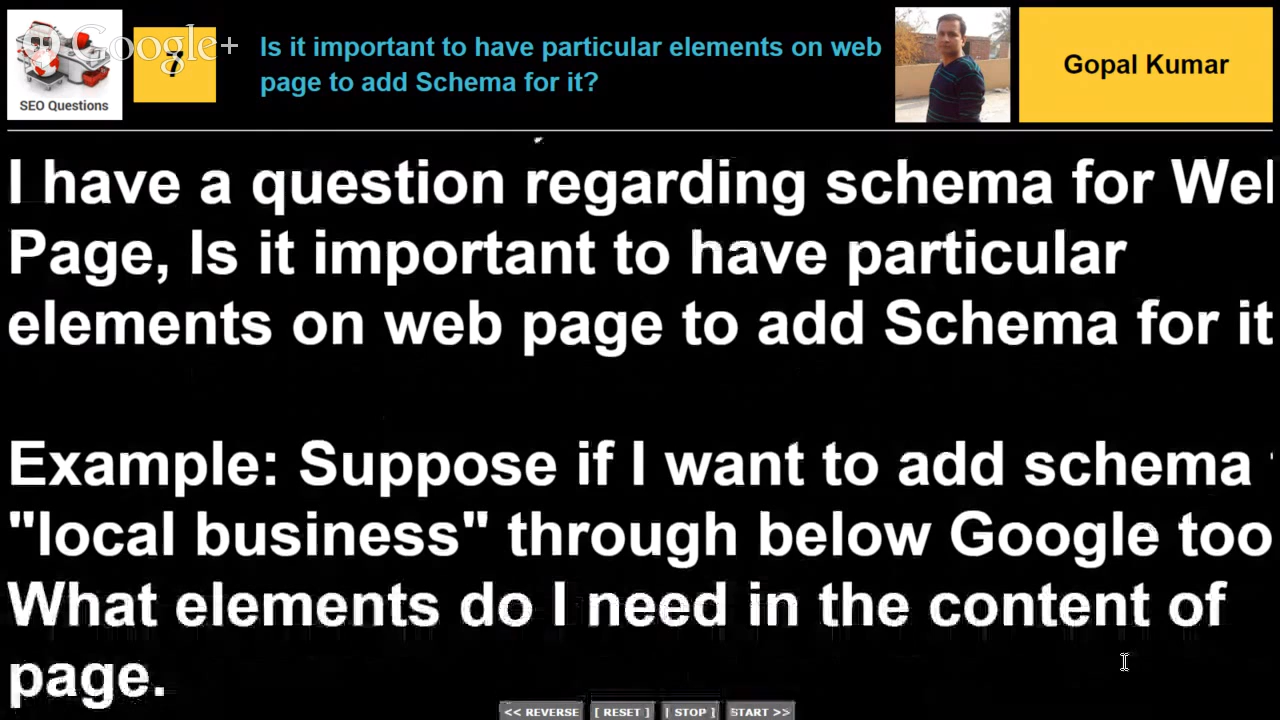 Google+
SEO Questions
7
Is it important to have particular elements on web
page to add Schema for it?
Gopal Kumar
I have a question regarding schema for
Page, Is it important to have particular
elements on web page to add Schema for it
Example: Suppose if I want to add schema
"local business" through below Google too
What elements do I need in the content of
page.
<< REVERSE
[ RESET ]
[ STOP ]
START >>